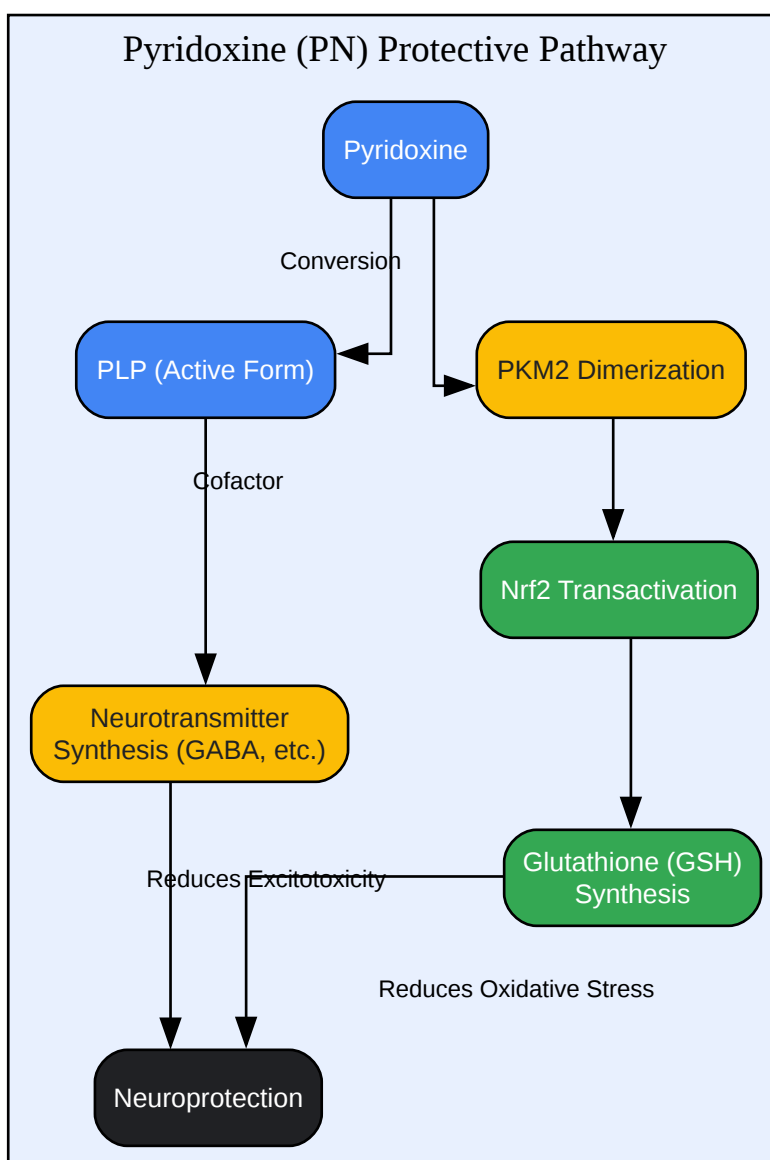 Pyridoxine (PN) Protective Pathway
Pyridoxine
Conversion
PLP (Active Form)
PKM2 Dimerization
Cofactor
Nrf2 Transactivation
Neurotransmitter
Synthesis (GABA, etc.)
Reduces Excitotoxicity
Glutathione (GSH)
Synthesis
Reduces Oxidative Stress
Neuroprotection